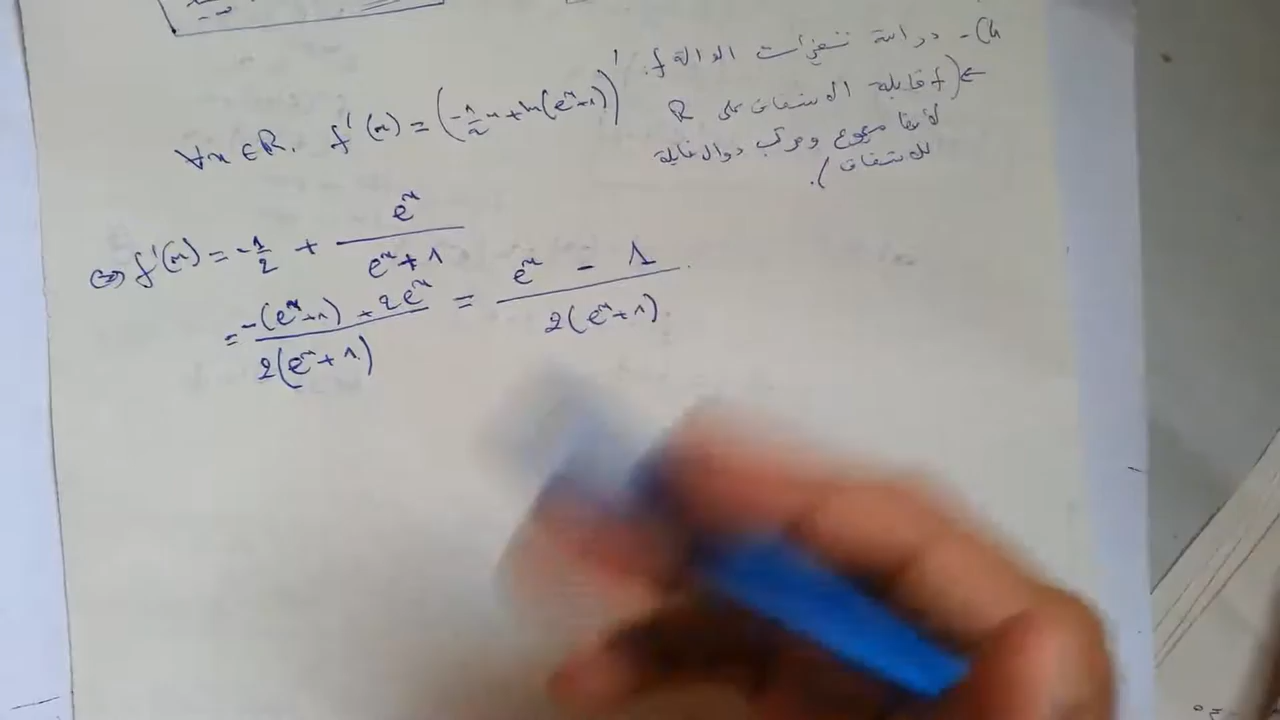 4)- دراسة تغيرات الدالة f.
← (f قابلة الاشتقاق على R
لأنها مجموع ومركب دوال قابلة
للاشتقاق).
∀x ∈ R. f'(x) = (-1/2 x + ln(e^x+1))'
⇔ f'(x) = -1/2 + e^x/(e^x+1)
= (-(e^x+1) + 2e^x)/(2(e^x+1)) = (e^x - 1)/(2(e^x+1)).